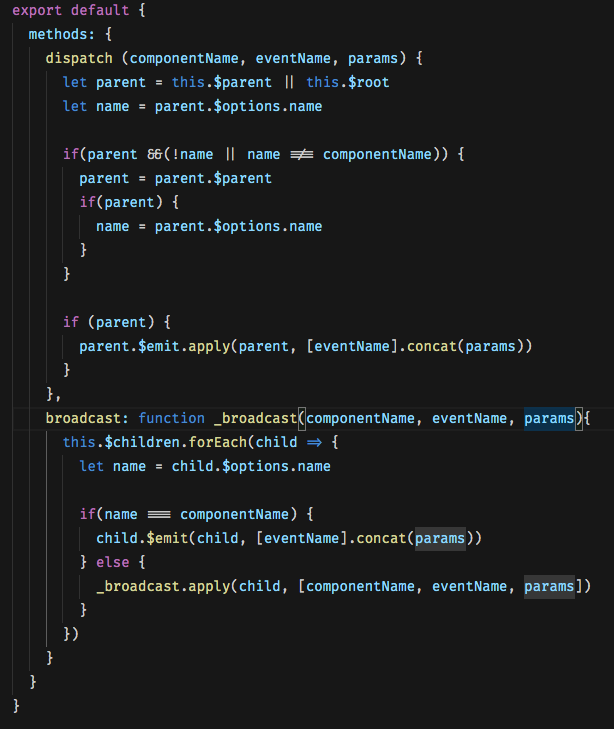 export default {
  methods: {
    dispatch (componentName, eventName, params) {
      let parent = this.$parent || this.$root
      let name = parent.$options.name

      if(parent &&(!name || name !== componentName)) {
        parent = parent.$parent
        if(parent) {
          name = parent.$options.name
        }
      }

      if (parent) {
        parent.$emit.apply(parent, [eventName].concat(params))
      }
    },
    broadcast: function _broadcast(componentName, eventName, params){
      this.$children.forEach(child => {
        let name = child.$options.name

        if(name === componentName) {
          child.$emit(child, [eventName].concat(params))
        } else {
          _broadcast.apply(child, [componentName, eventName, params])
        }
      })
    }
  }
}